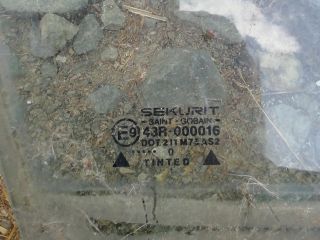 SEKURIT
SAINT-GOBAIN
E9 43R-000016
DOT 211 M75 AS2
..... 0
TINTED